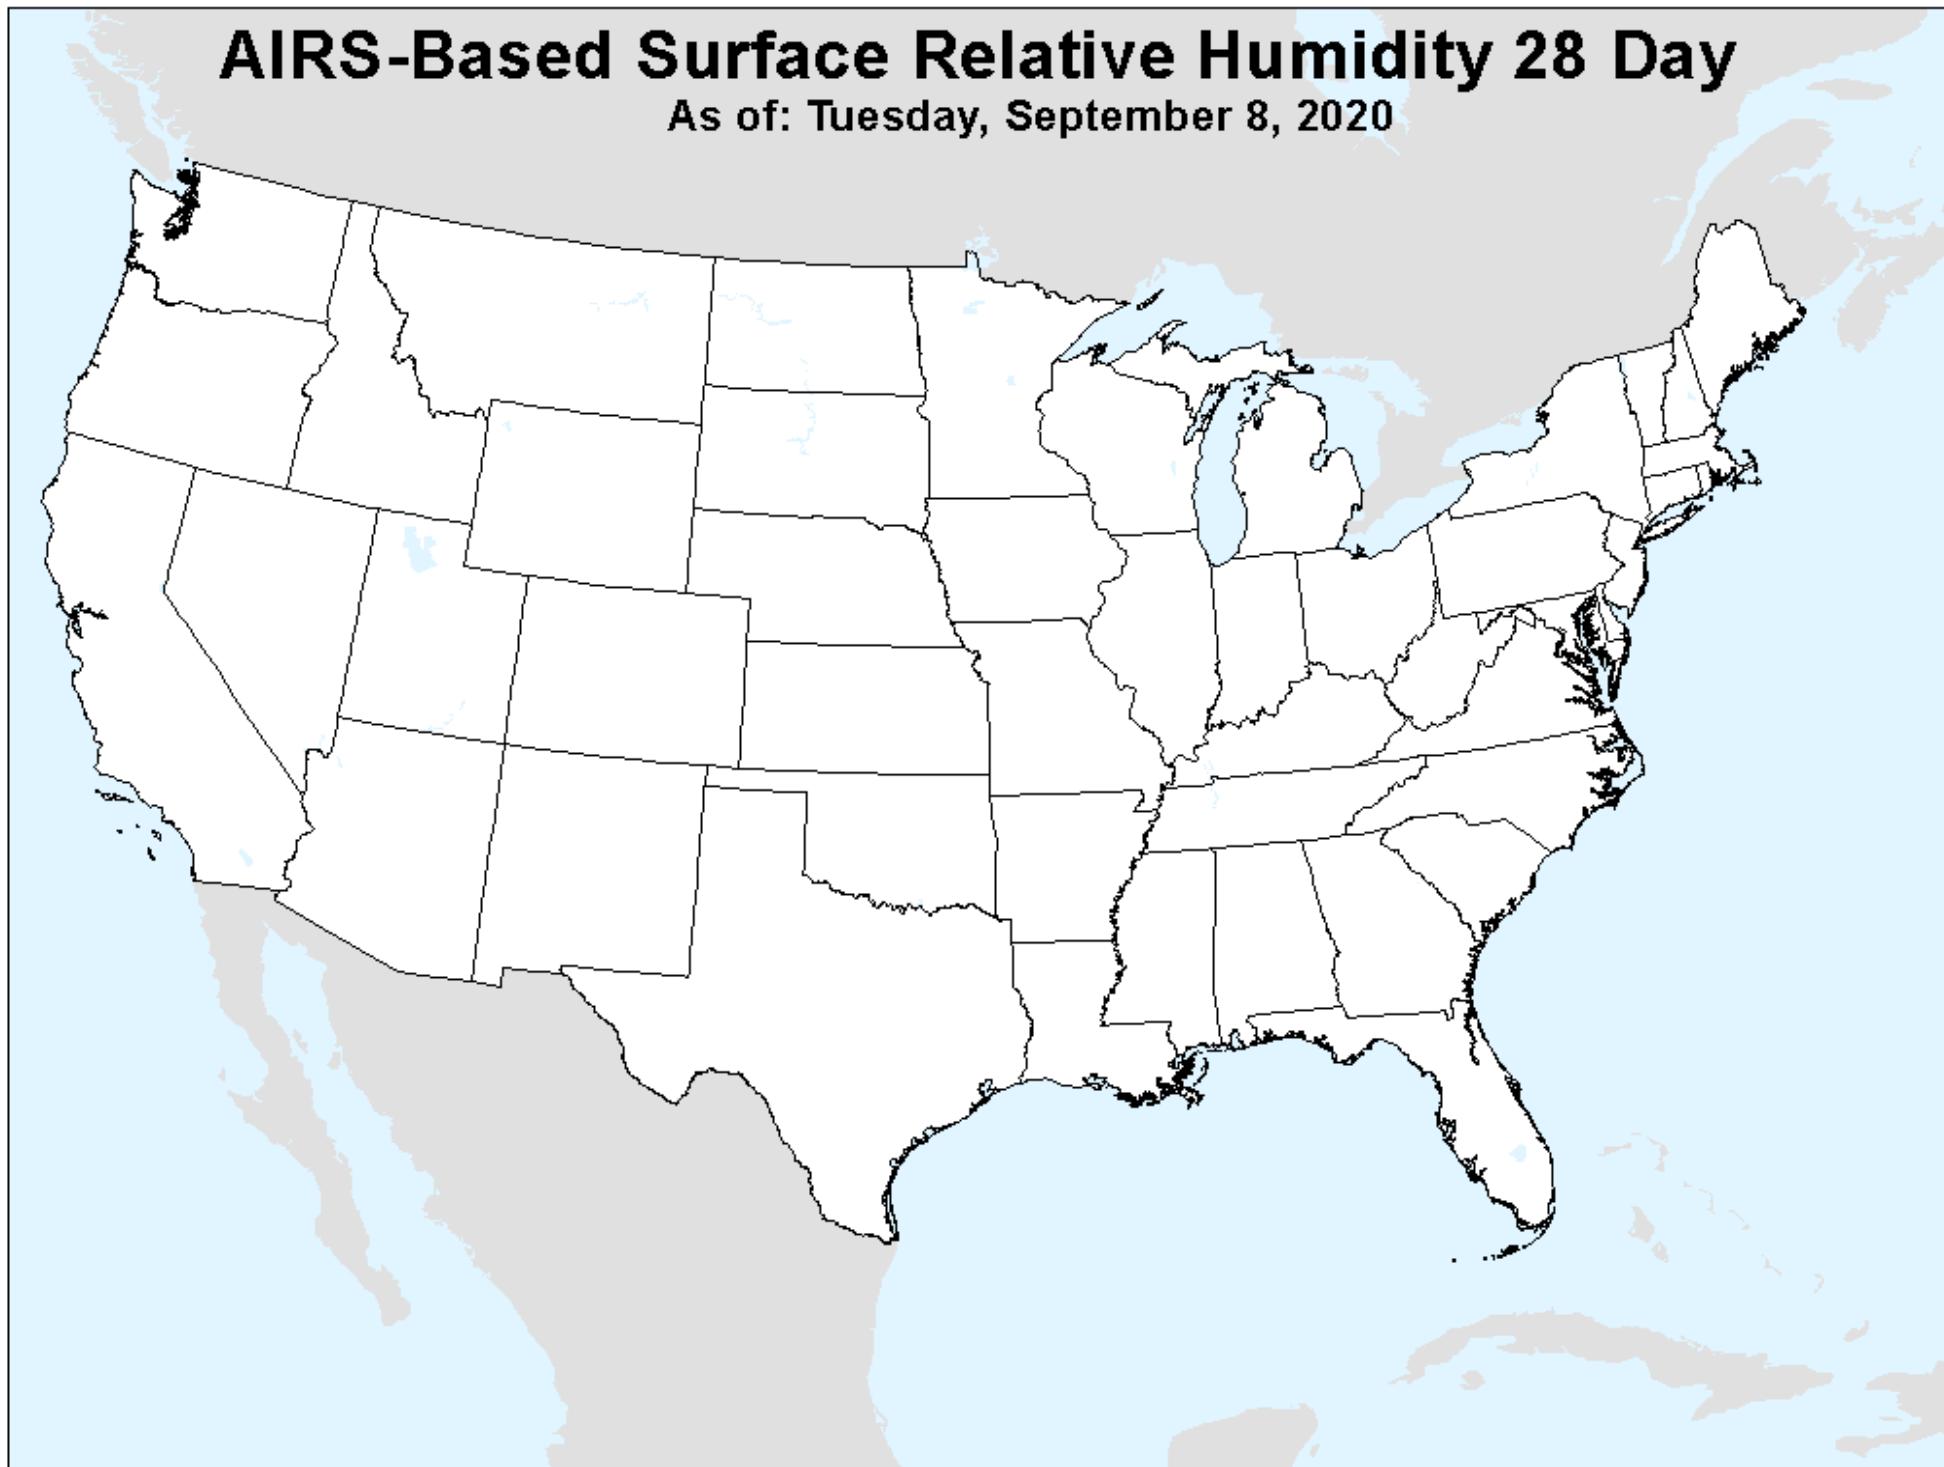 AIRS-Based Surface Relative Humidity 28 Day
As of: Tuesday, September 8, 2020